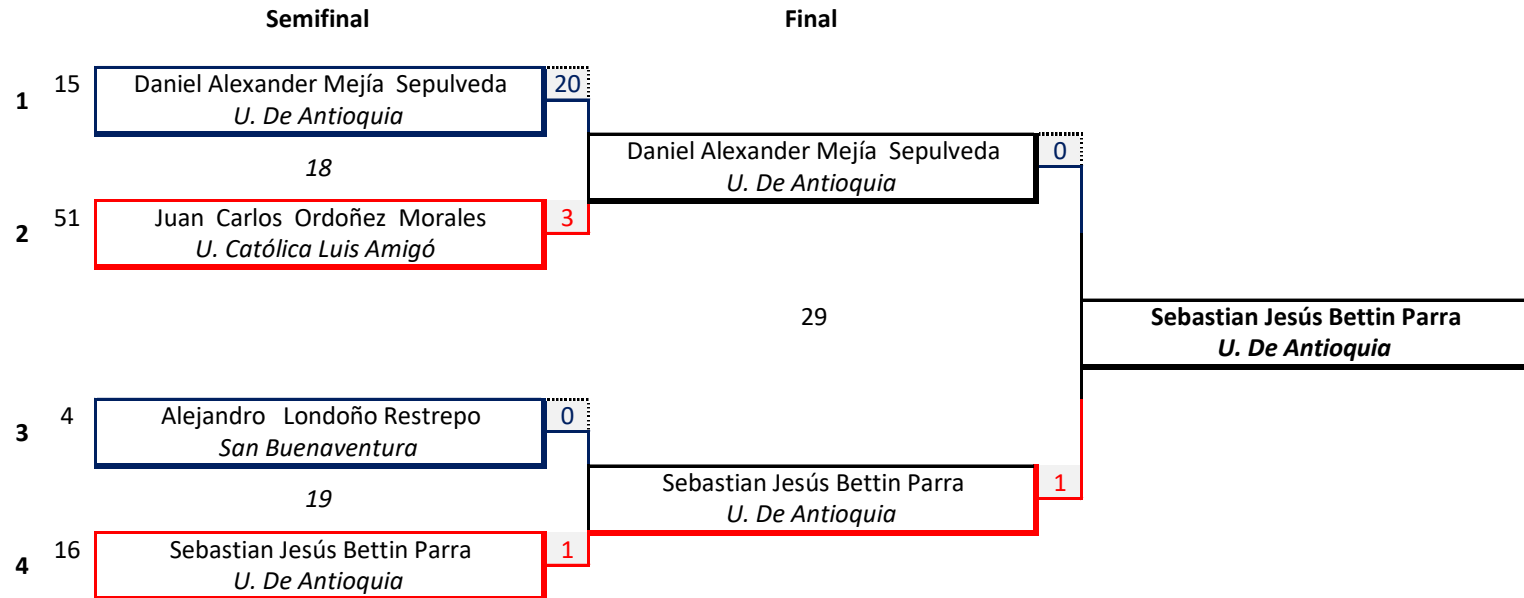 Semifinal Final
15 Daniel Alexander Mejía Sepulveda 20
1 U. De Antioquia
Daniel Alexander Mejía Sepulveda 0
18
U. De Antioquia
51 Juan Carlos Ordoñez Morales 3
2 U. Católica Luis Amigó
29 Sebastian Jesús Bettin Parra
U. De Antioquia
4 Alejandro Londoño Restrepo 0
3 San Buenaventura
Sebastian Jesús Bettin Parra 1
19
U. De Antioquia
16 Sebastian Jesús Bettin Parra 1
4 U. De Antioquia